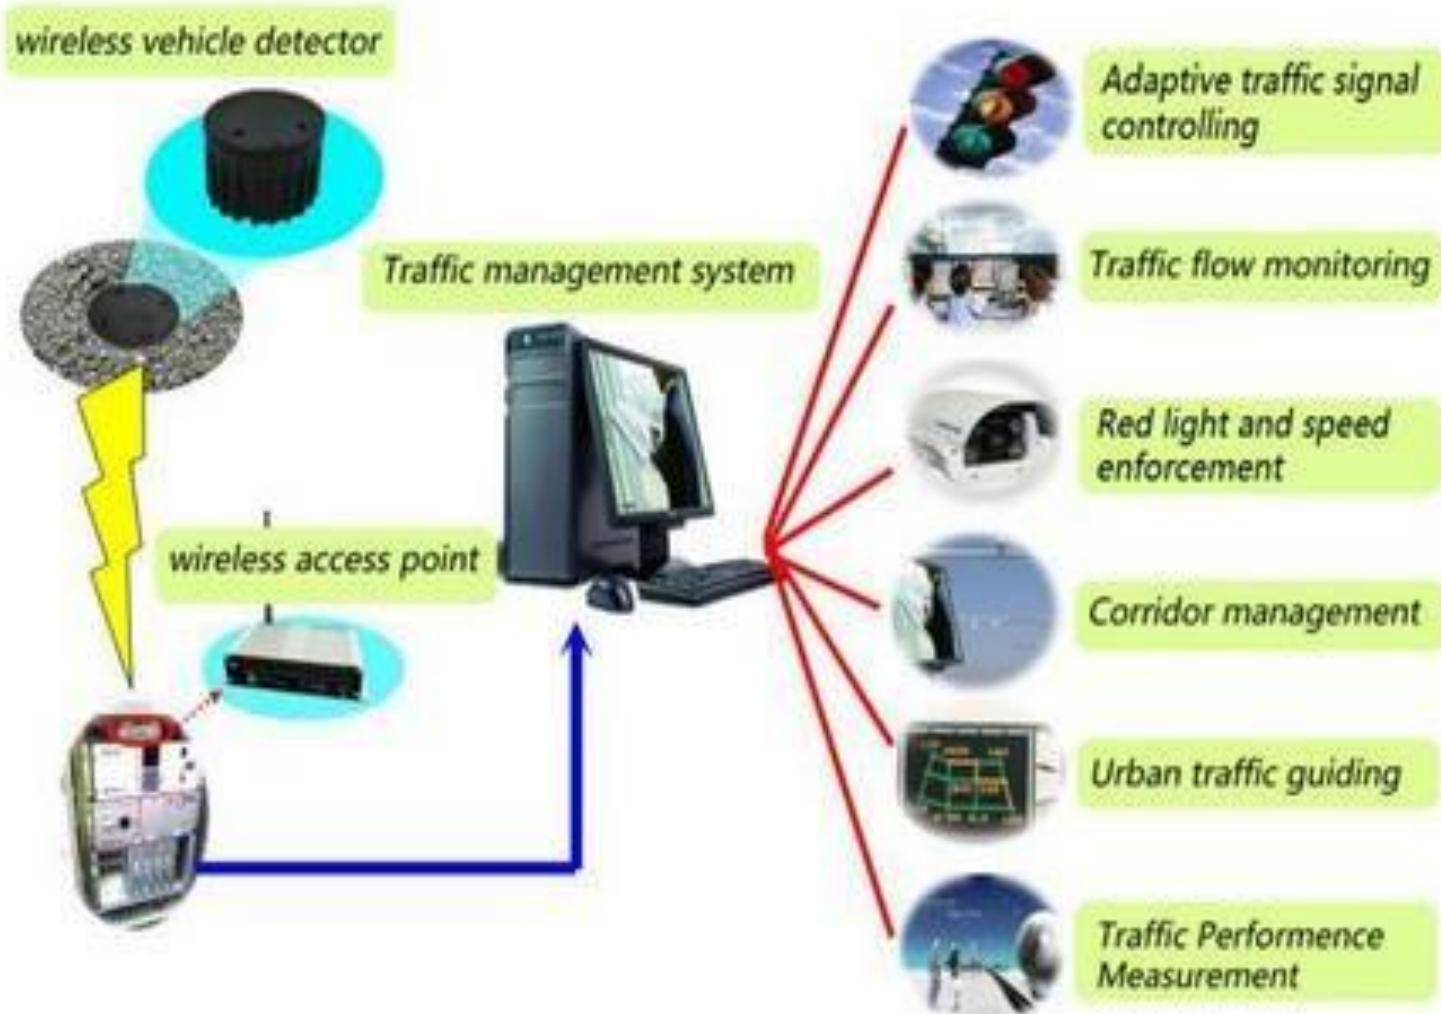 wireless vehicle detector
Traffic management system
wireless access point
Adaptive traffic signal
controlling
Traffic flow monitoring
Red light and speed
enforcement
Corridor management
Urban traffic guiding
Traffic Performence
Measurement